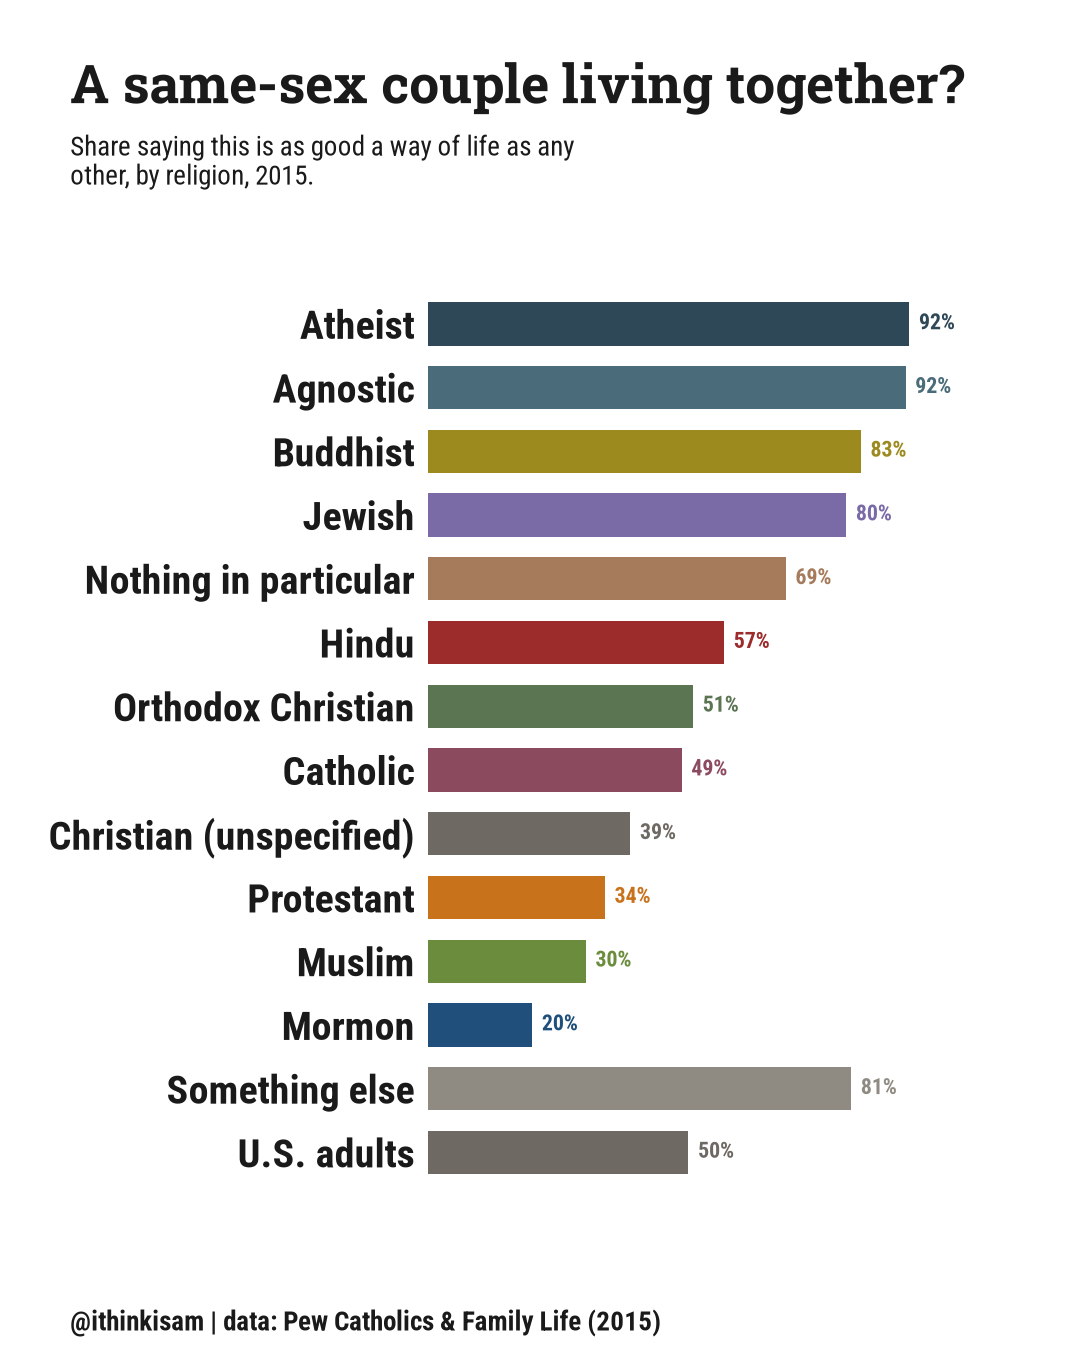 A same-sex couple living together?
Share saying this is as good a way of life as any
other, by religion, 2015.
Atheist 92%
Agnostic 92%
Buddhist 83%
Jewish 80%
Nothing in particular 69%
Hindu 57%
Orthodox Christian 51%
Catholic 49%
Christian (unspecified) 39%
Protestant 34%
Muslim 30%
Mormon 20%
Something else 81%
U.S. adults 50%
@ithinkisam | data: Pew Catholics & Family Life (2015)